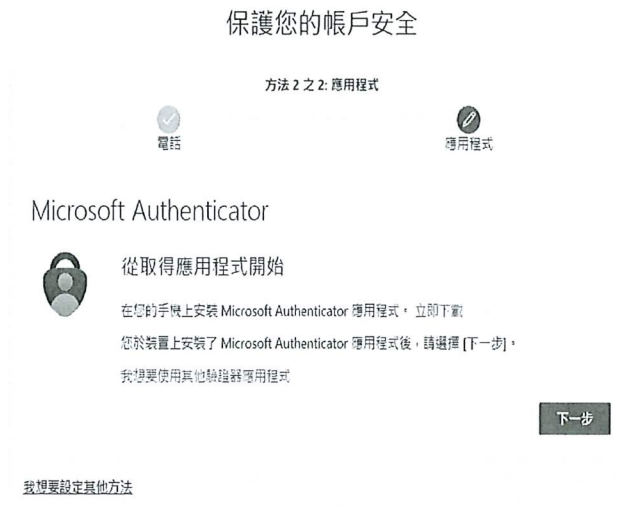 保護您的帳戶安全
方法 2 之 2: 應用程式
電話
應用程式
Microsoft Authenticator
從取得應用程式開始
在您的手機上安裝 Microsoft Authenticator 應用程式。 立即下載
您於裝置上安裝了 Microsoft Authenticator 應用程式後，請選擇 [下一步]。
我想要使用其他驗證器應用程式
下一步
我想要設定其他方法